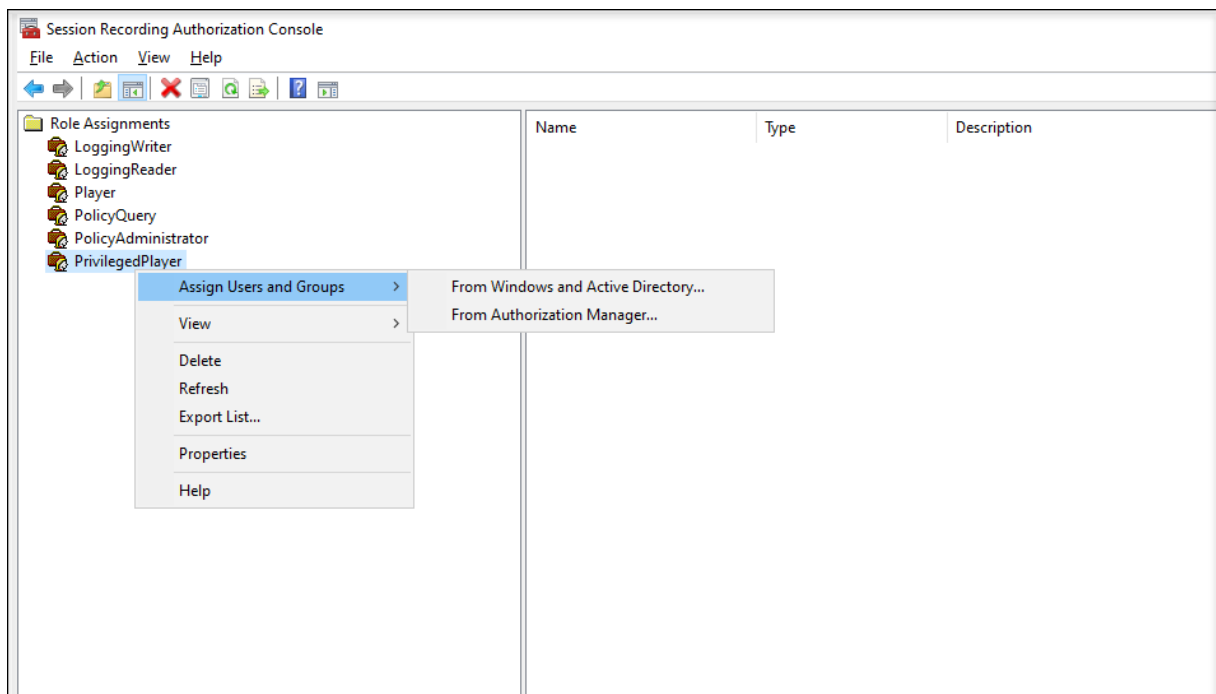 Session Recording Authorization Console
File Action View Help
Role Assignments
LoggingWriter
LoggingReader
Player
PolicyQuery
PolicyAdministrator
PrivilegedPlayer
Name Type Description
Assign Users and Groups
View
Delete
Refresh
Export List...
Properties
Help
From Windows and Active Directory...
From Authorization Manager...